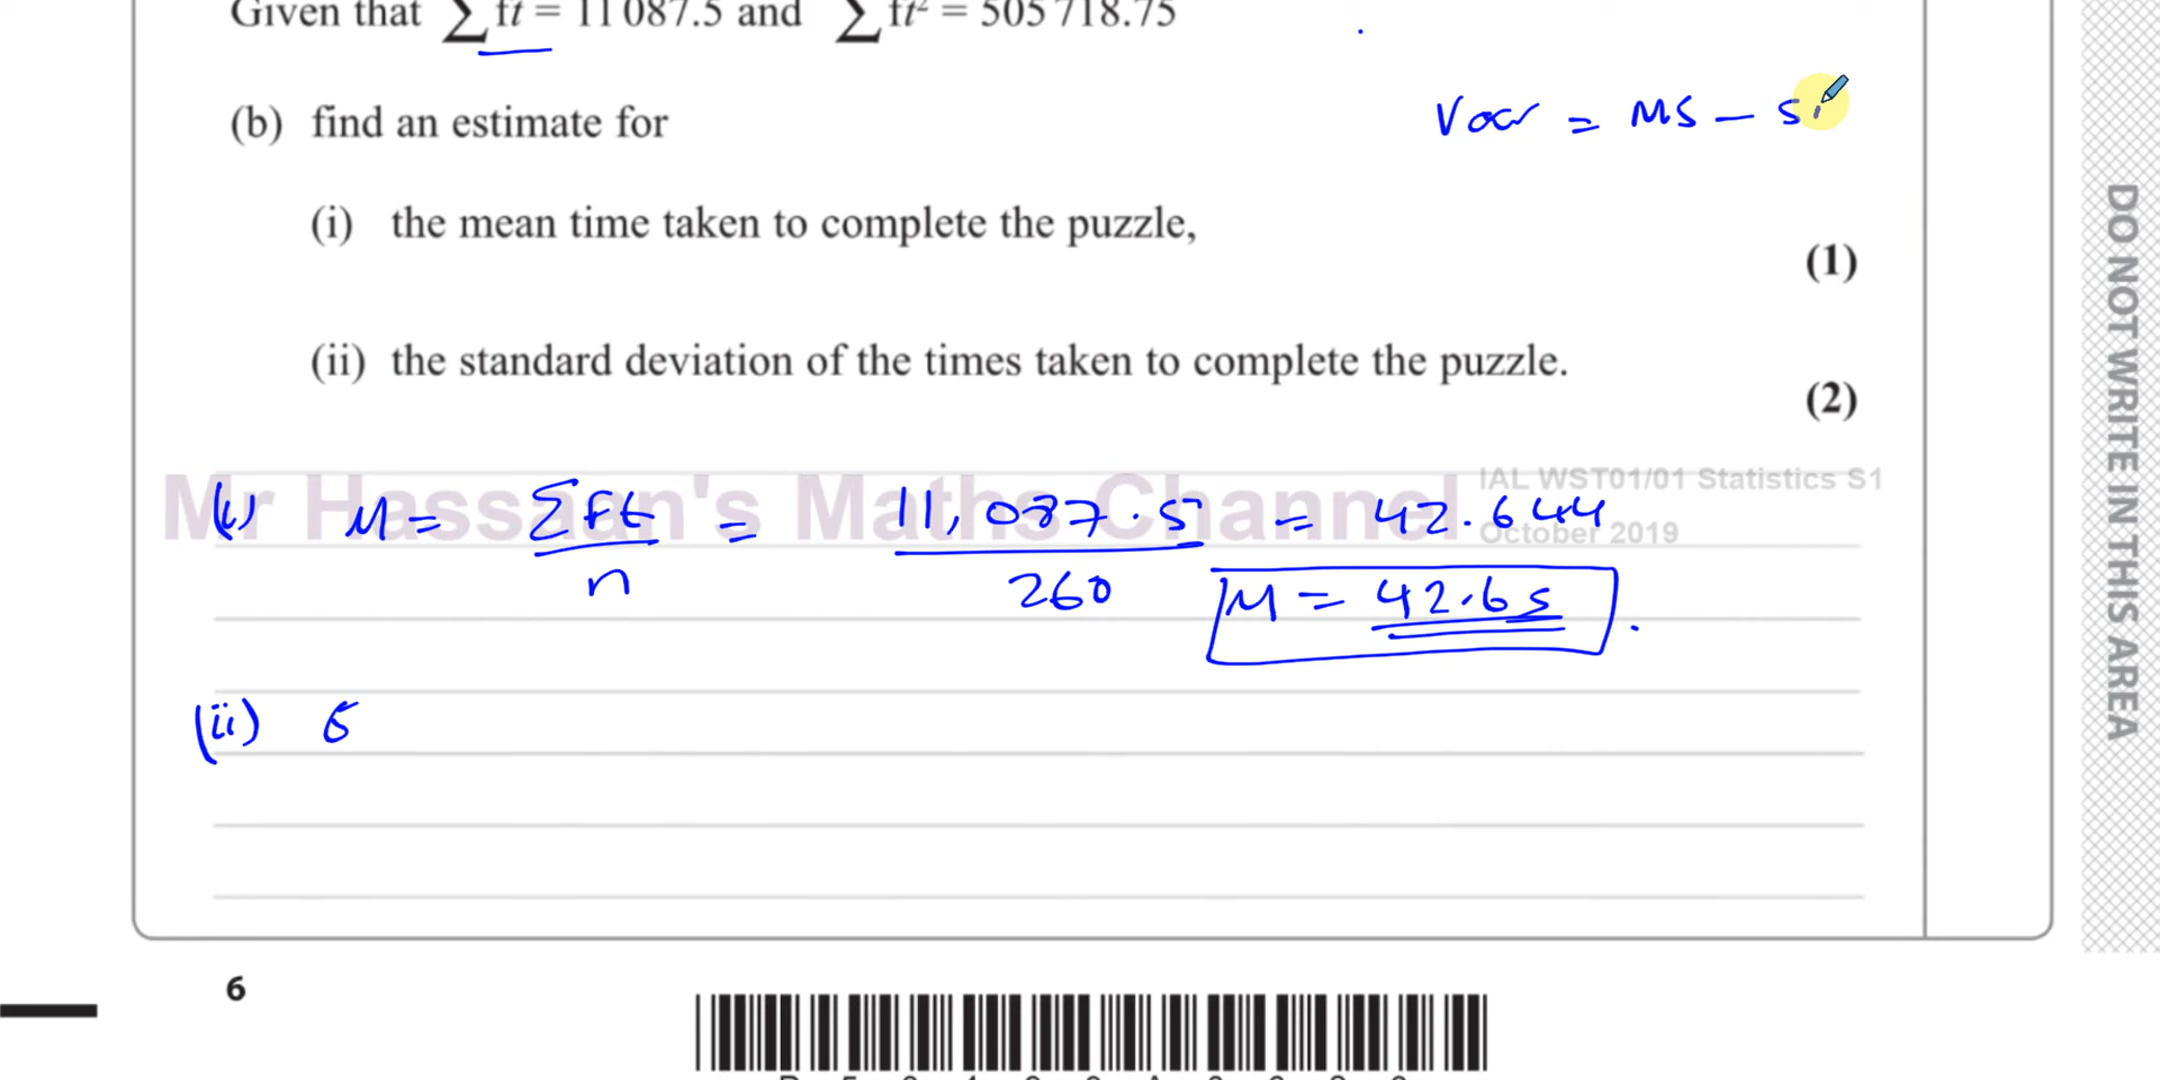 Given that ∑ ft = 11 087.5 and ∑ ft² = 505 718.75
Var = MS –
(b) find an estimate for
(i) the mean time taken to complete the puzzle,
(1)
(ii) the standard deviation of the times taken to complete the puzzle.
(2)
Mr Hassaan's Maths Channel
IAL WST01/01 Statistics S1
October 2019
(i) μ = ∑ft / n = 11,087.5 / 260 = 42.644
μ = 42.6 s.
(ii) σ
6
DO NOT WRITE IN THIS AREA